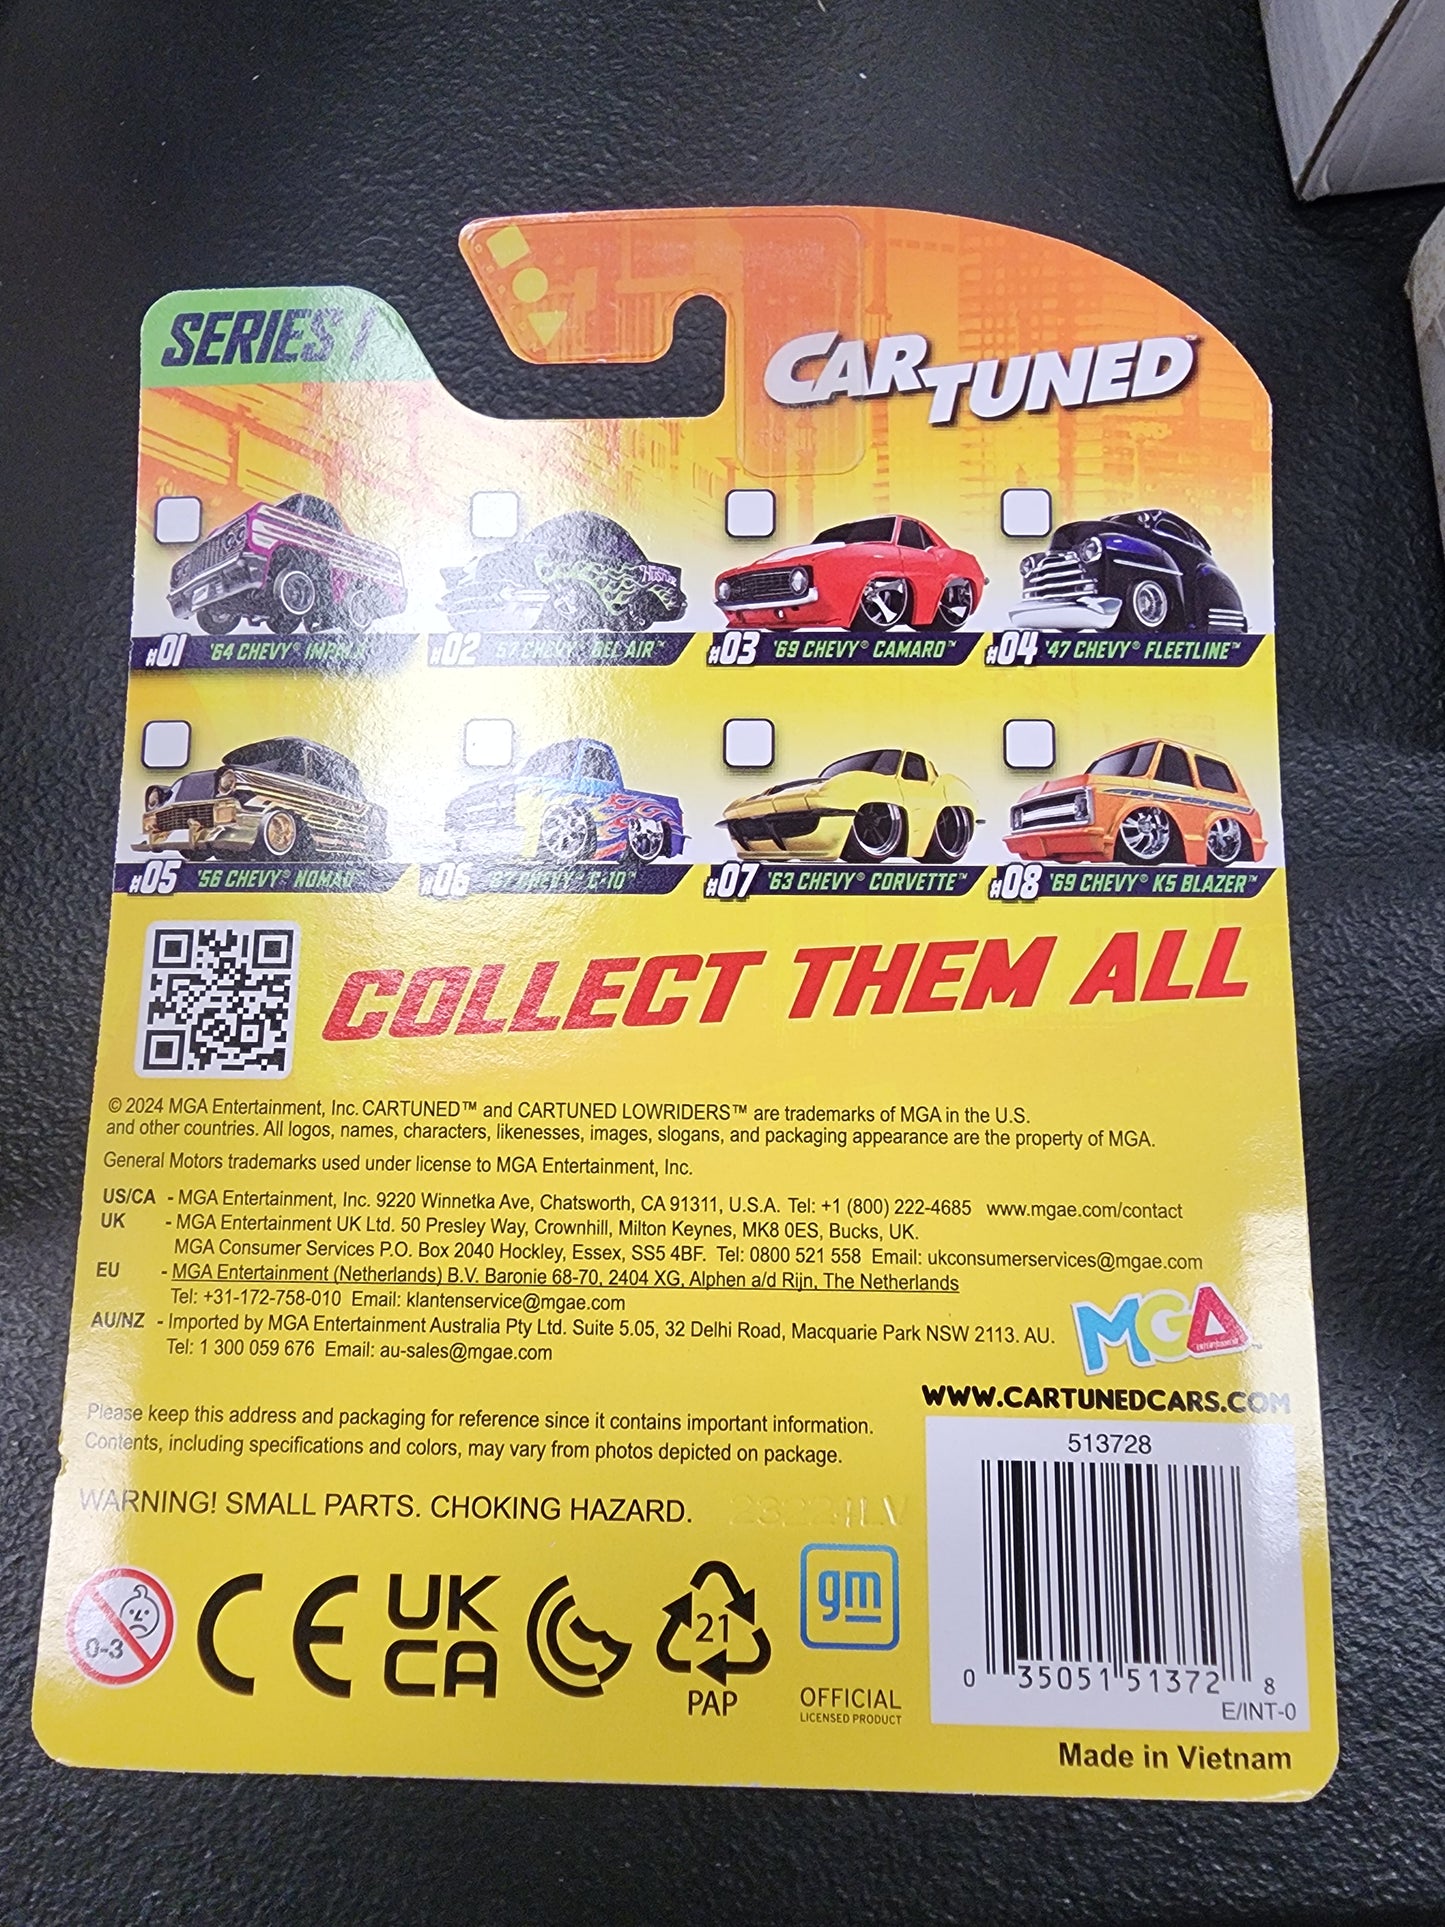 SERIES 1
CARTUNED™
HUSTLER
#01 '64 CHEVY® IMPALA
#02 '57 CHEVY® BEL AIR™
#03 '69 CHEVY® CAMARO™
#04 '47 CHEVY® FLEETLINE™
#05 '56 CHEVY® NOMAD™
#06 CHEVY® C-10™
#07 '63 CHEVY® CORVETTE™
#08 '69 CHEVY® K5 BLAZER™
COLLECT THEM ALL
© 2024 MGA Entertainment, Inc. CARTUNED™ and CARTUNED LOWRIDERS™ are trademarks of MGA in the U.S.
and other countries. All logos, names, characters, likenesses, images, slogans, and packaging appearance are the property of MGA.
General Motors trademarks used under license to MGA Entertainment, Inc.
US/CA - MGA Entertainment, Inc. 9220 Winnetka Ave, Chatsworth, CA 91311, U.S.A. Tel: +1 (800) 222-4685 www.mgae.com/contact
UK - MGA Entertainment UK Ltd. 50 Presley Way, Crownhill, Milton Keynes, MK8 0ES, Bucks, UK.
MGA Consumer Services P.O. Box 2040 Hockley, Essex, SS5 4BF. Tel: 0800 521 558 Email: ukconsumerservices@mgae.com
EU - MGA Entertainment (Netherlands) B.V. Baronie 68-70, 2404 XG, Alphen a/d Rijn, The Netherlands
Tel: +31-172-758-010 Email: klantenservice@mgae.com
AU/NZ - Imported by MGA Entertainment Australia Pty Ltd. Suite 5.05, 32 Delhi Road, Macquarie Park NSW 2113. AU.
Tel: 1 300 059 676 Email: au-sales@mgae.com
MGA
ENTERTAINMENT
WWW.CARTUNEDCARS.COM
Please keep this address and packaging for reference since it contains important information.
Contents, including specifications and colors, may vary from photos depicted on package.
WARNING! SMALL PARTS. CHOKING HAZARD.
513728
0-3
CE
UK
CA
21
PAP
gm
OFFICIAL
LICENSED PRODUCT
0 35051 51372 8
E/INT-0
Made in Vietnam